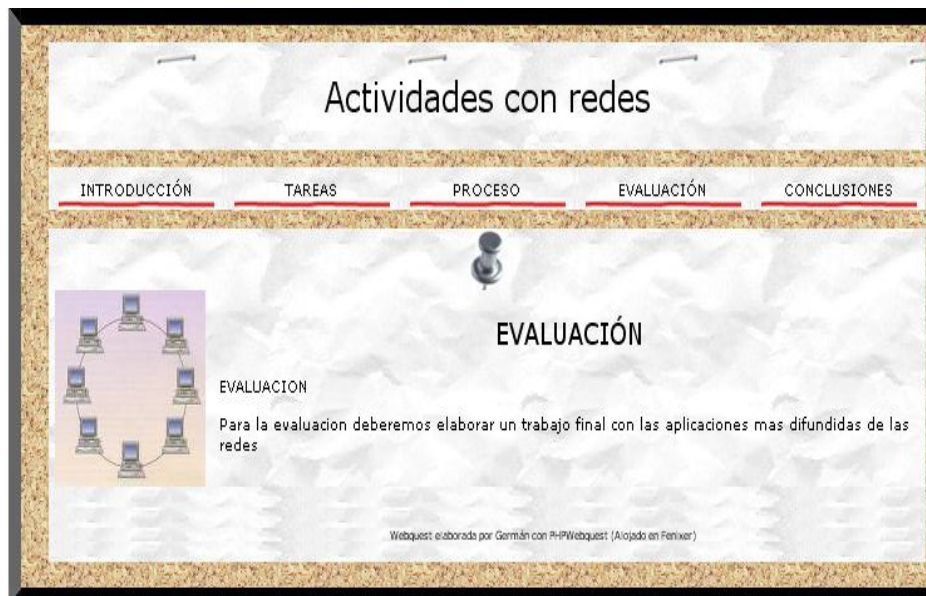 Actividades con redes
INTRODUCCIÓN TAREAS PROCESO EVALUACIÓN CONCLUSIONES
EVALUACIÓN
EVALUACION
Para la evaluacion deberemos elaborar un trabajo final con las aplicaciones mas difundidas de las
redes
Webquest elaborada por Germán con PHPWebquest (Alojado en Fenixer)